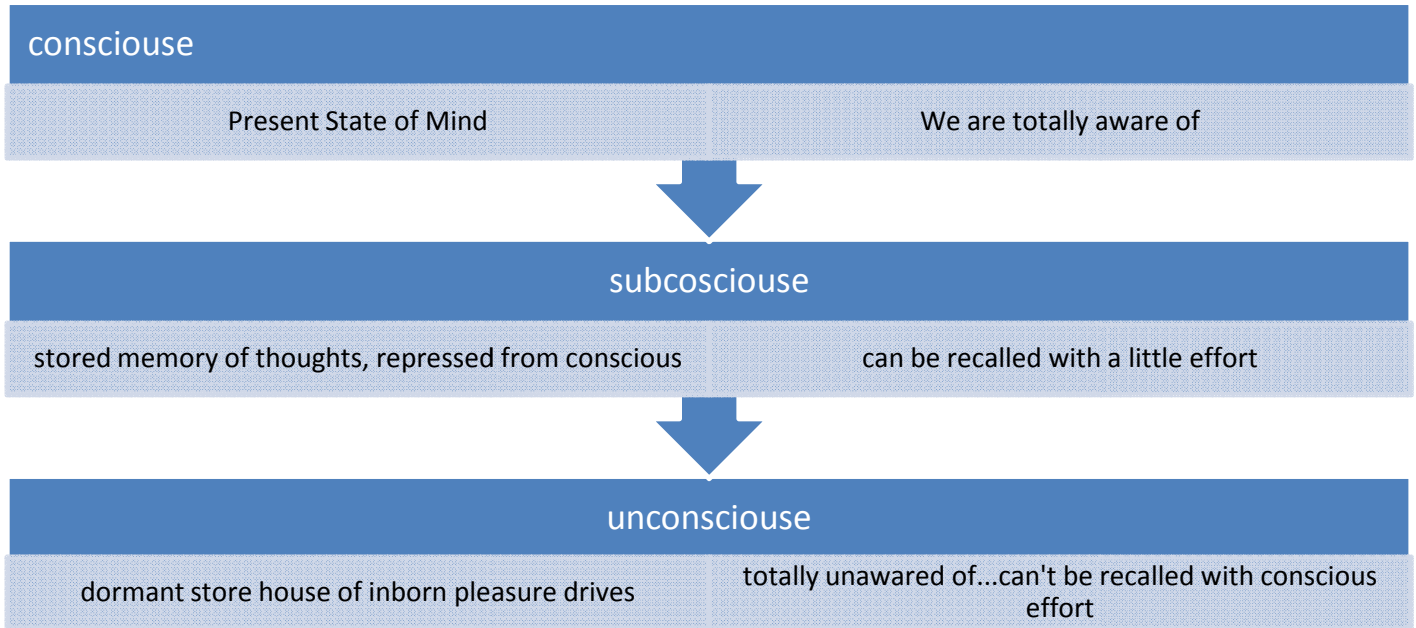 consciouse
Present State of Mind
We are totally aware of
subcosciouse
stored memory of thoughts, repressed from conscious
can be recalled with a little effort
unconsciouse
dormant store house of inborn pleasure drives
totally unawared of...can't be recalled with conscious
effort